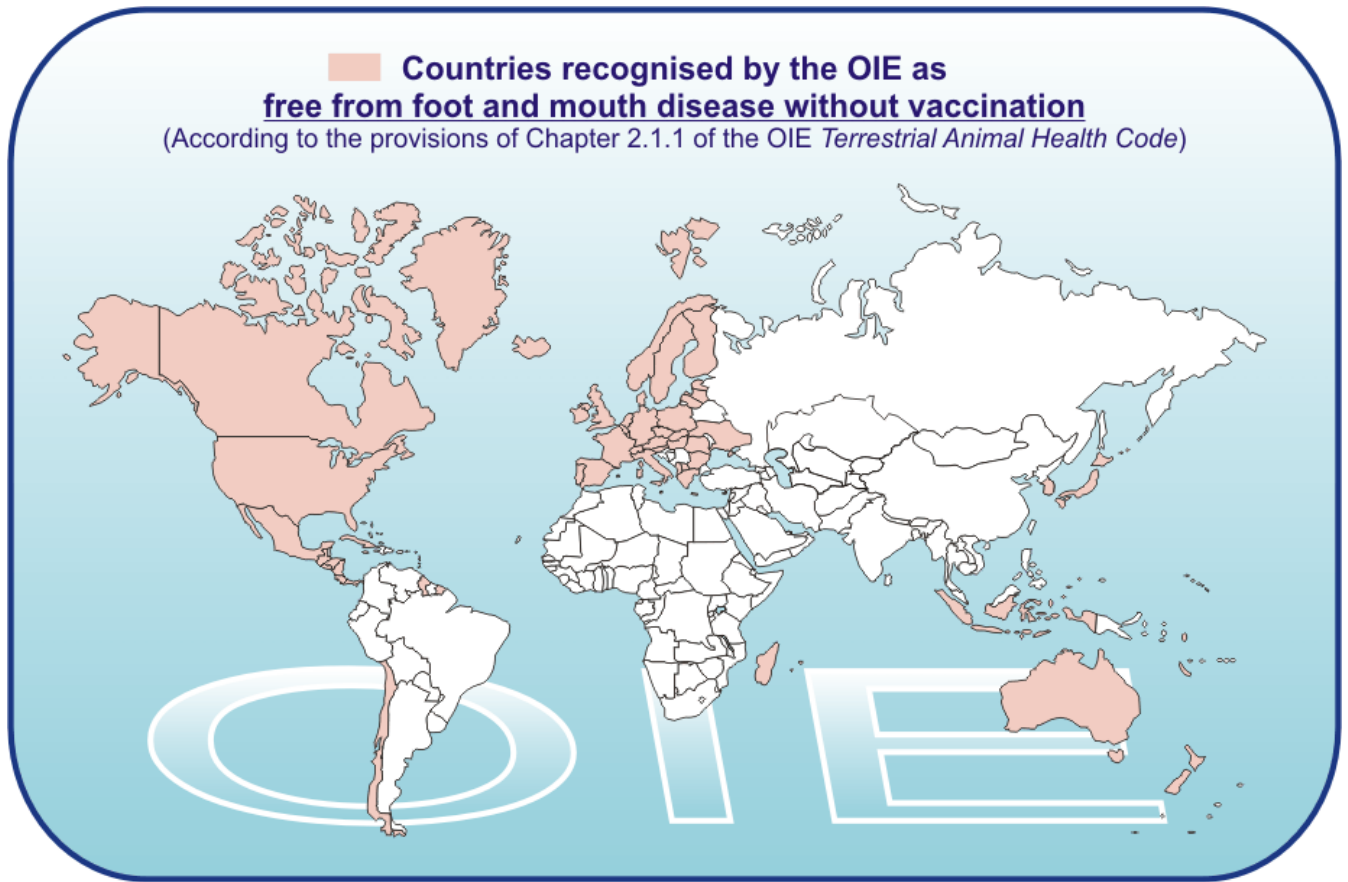 Countries recognised by the OIE as
free from foot and mouth disease without vaccination
(According to the provisions of Chapter 2.1.1 of the OIE Terrestrial Animal Health Code)
OIE